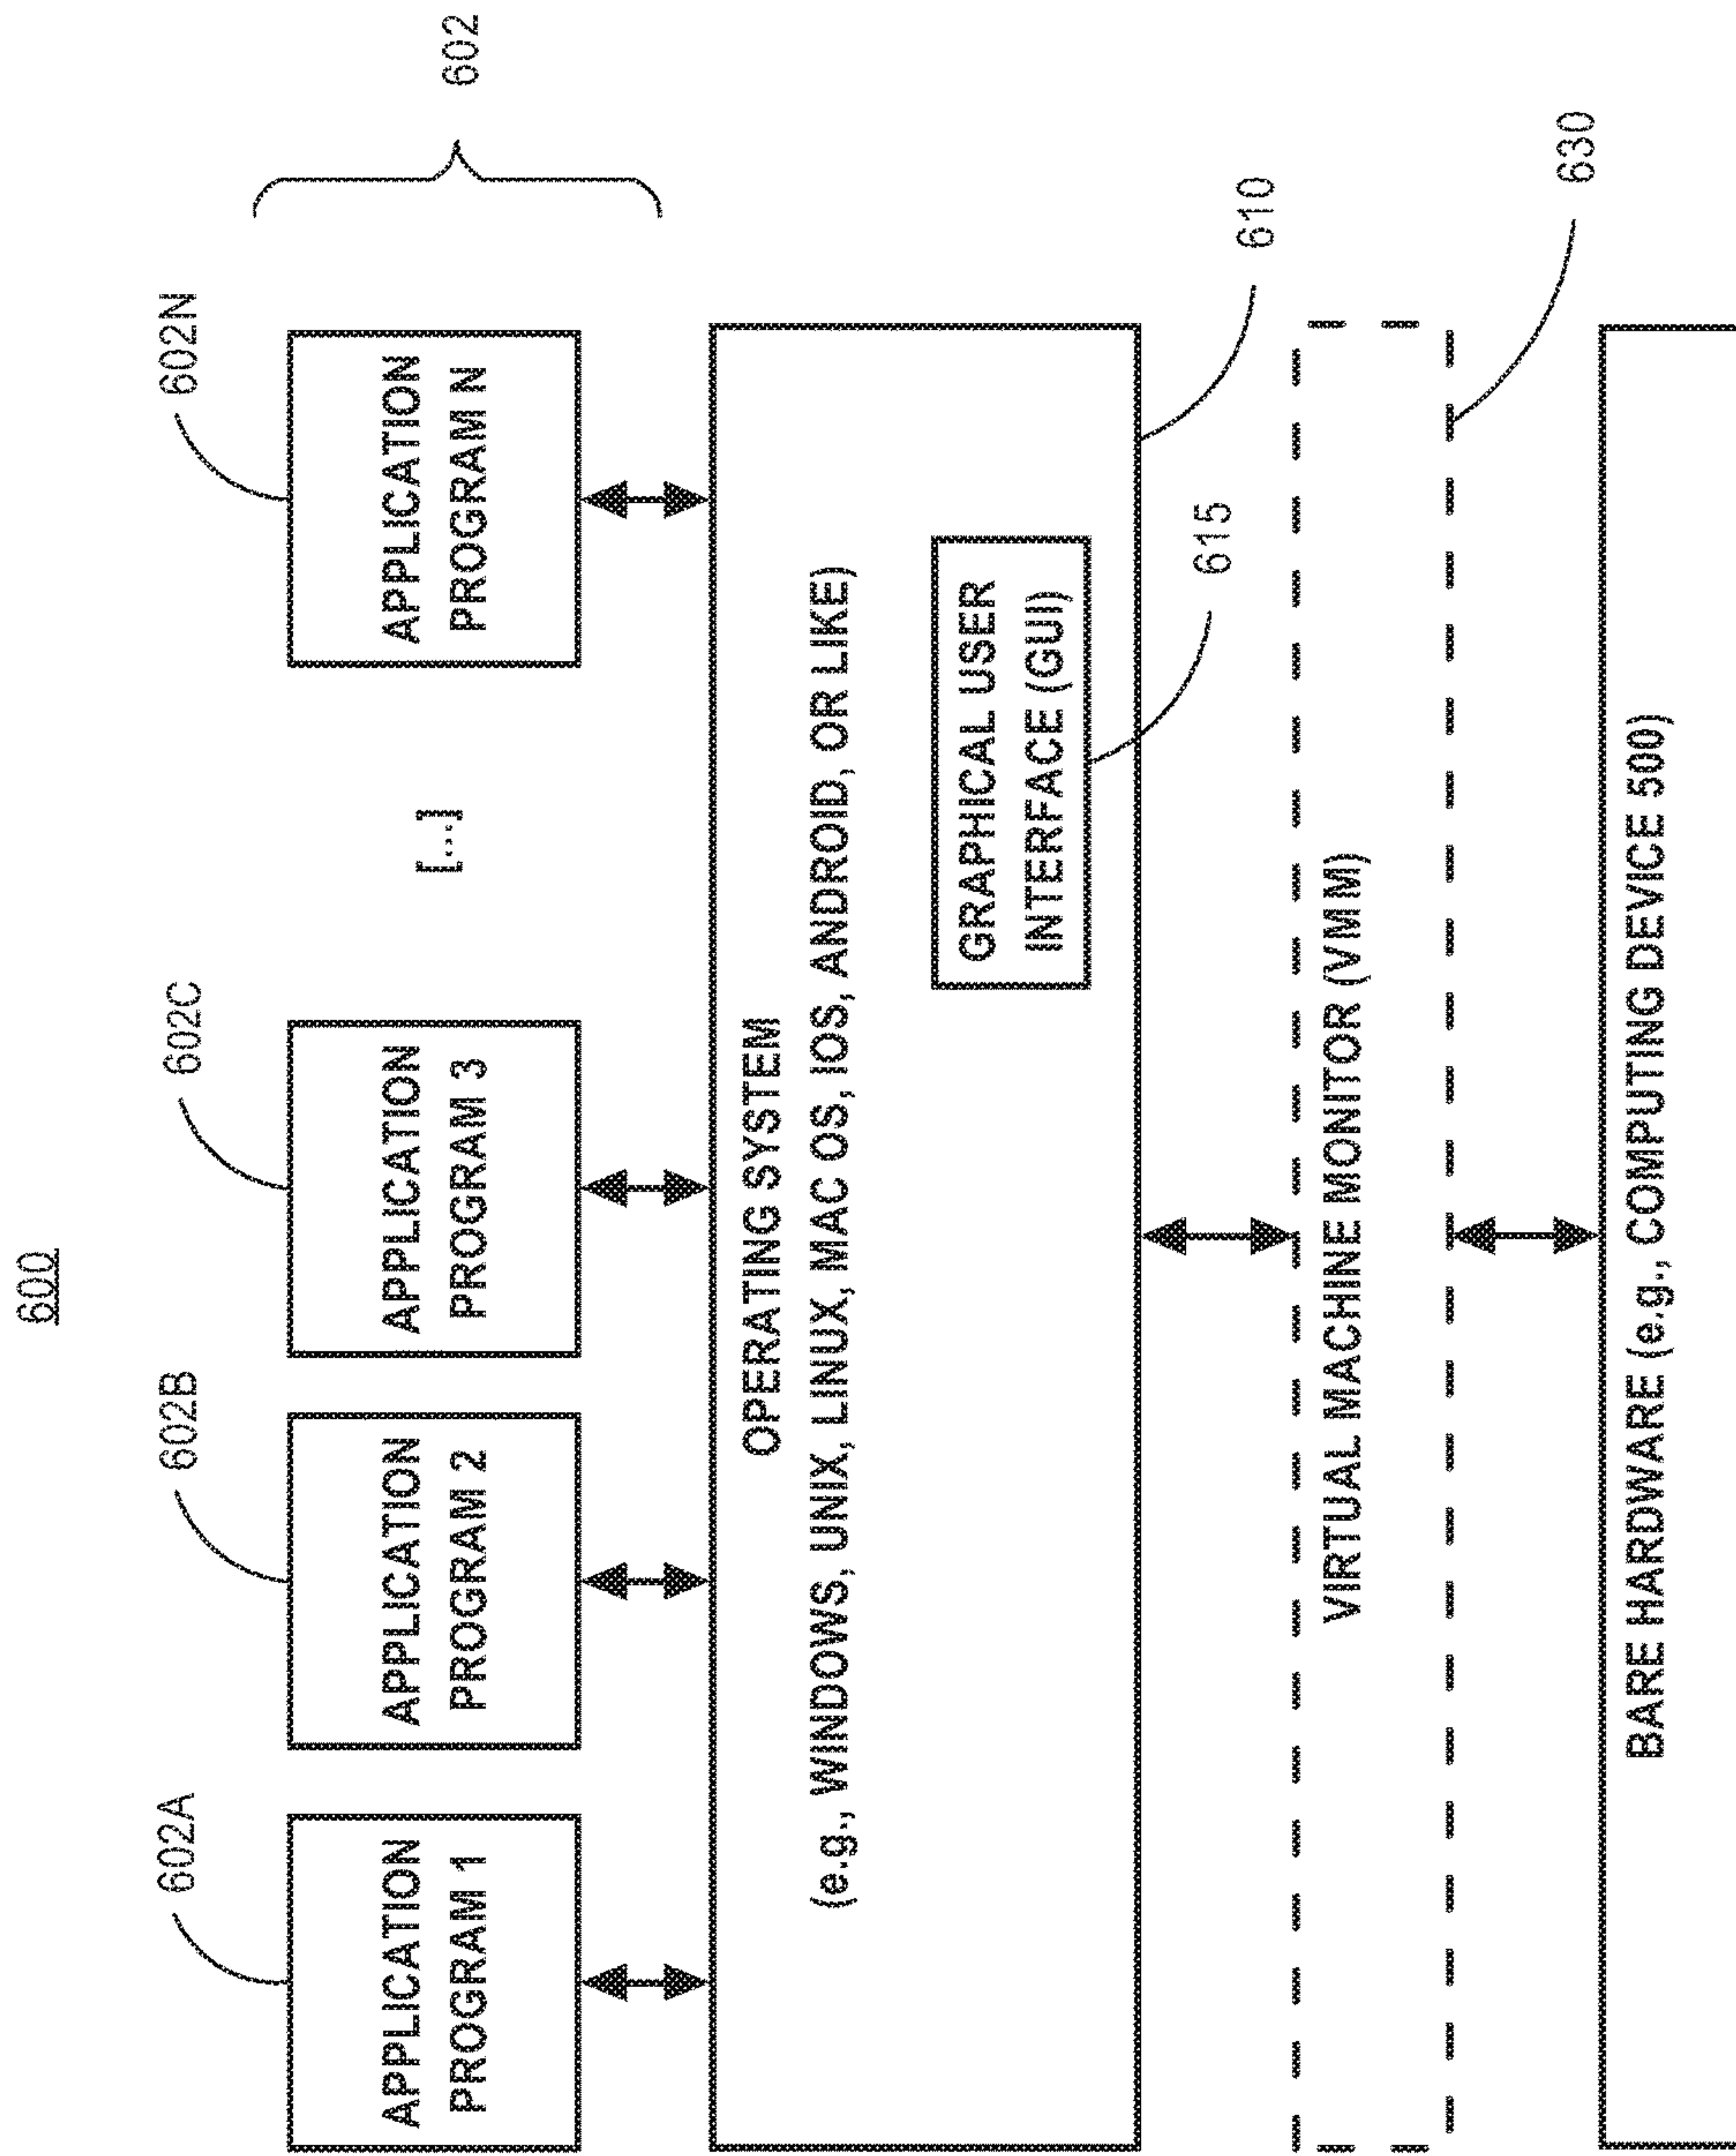 600
602
602A
602B
602C
602N
APPLICATION
PROGRAM 1
APPLICATION
PROGRAM 2
APPLICATION
PROGRAM 3
[...]
APPLICATION
PROGRAM N
OPERATING SYSTEM
(e.g., WINDOWS, UNIX, LINUX, MAC OS, IOS, ANDROID, OR LIKE)
GRAPHICAL USER
INTERFACE (GUI)
615
610
VIRTUAL MACHINE MONITOR (VMM)
630
BARE HARDWARE (e.g., COMPUTING DEVICE 500)